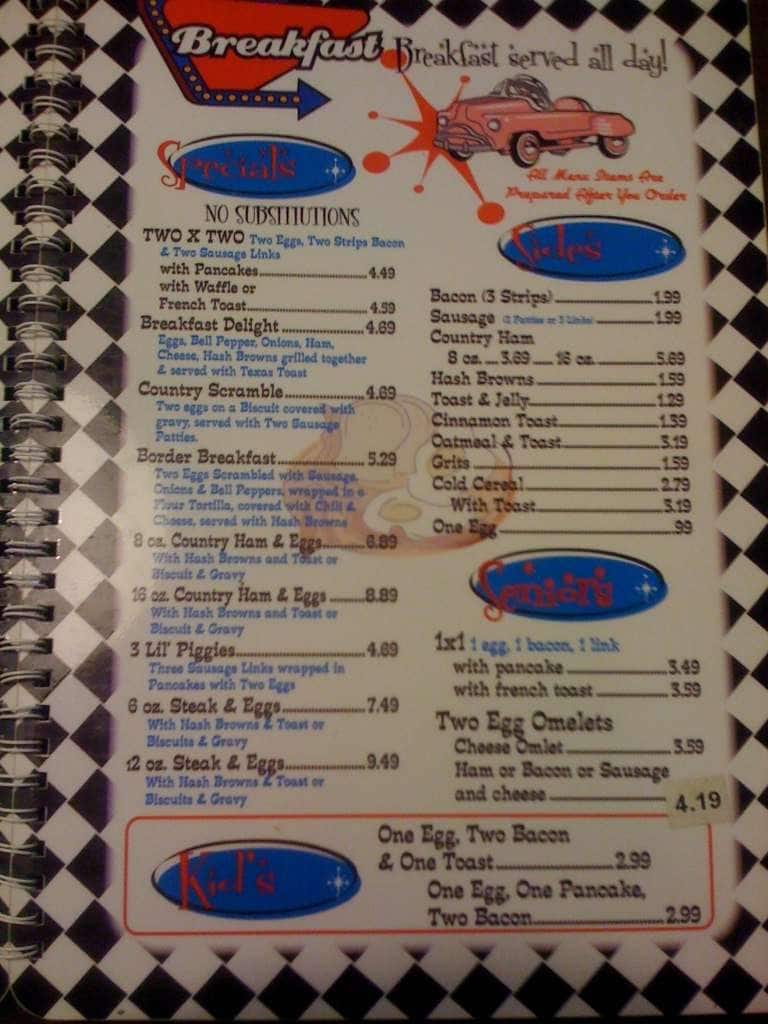 Breakfast
Breakfast served all day!
All Menu Items Are
Prepared After You Order
Specials
NO SUBSTITUTIONS
TWO X TWO Two Eggs, Two Strips Bacon
& Two Sausage Links
with Pancakes 4.49
with Waffle or
French Toast 4.59
Breakfast Delight 4.69
Eggs, Bell Pepper, Onions, Ham,
Cheese, Hash Browns grilled together
& served with Texas Toast
Country Scramble 4.69
Two eggs on a Biscuit covered with
gravy, served with Two Sausage
Patties.
Border Breakfast 5.29
Two Eggs Scrambled with Sausage,
Onions & Bell Peppers, wrapped in a
Flour Tortilla, covered with Chili &
Cheese, served with Hash Browns
8 oz. Country Ham & Eggs 6.89
With Hash Browns and Toast or
Biscuit & Gravy
16 oz. Country Ham & Eggs 8.89
With Hash Browns and Toast or
Biscuit & Gravy
3 Lil' Piggies 4.69
Three Sausage Links wrapped in
Pancakes with Two Eggs
6 oz. Steak & Eggs 7.49
With Hash Browns & Toast or
Biscuits & Gravy
12 oz. Steak & Eggs 9.49
With Hash Browns & Toast or
Biscuits & Gravy
Sides
Bacon (3 Strips) 1.99
Sausage (2 Patties or 3 Links) 1.99
Country Ham
8 oz. 3.69 16 oz. 5.69
Hash Browns 1.59
Toast & Jelly 1.29
Cinnamon Toast 1.39
Oatmeal & Toast 3.19
Grits 1.59
Cold Cereal 2.79
With Toast 3.19
One Egg .99
Senior's
1x1 1 egg, 1 bacon, 1 link
with pancake 3.49
with french toast 3.59
Two Egg Omelets
Cheese Omlet 3.59
Ham or Bacon or Sausage
and cheese 4.19
Kid's
One Egg, Two Bacon
& One Toast 2.99
One Egg, One Pancake,
Two Bacon 2.99